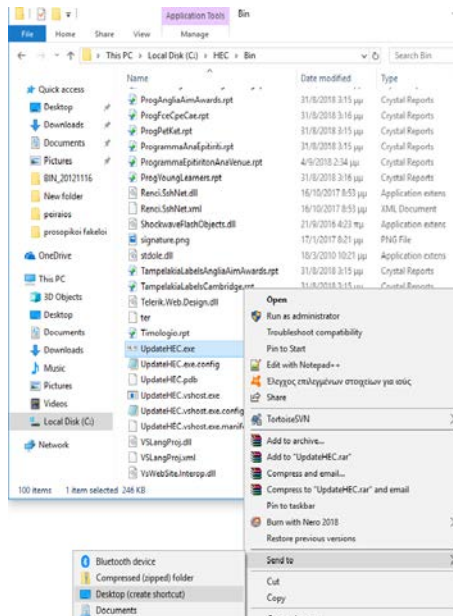 Application Tools Bin
File Home Share View Manage
This PC > Local Disk (C:) > HEC > Bin
Search Bin
Name Date modified Type
Quick access
Desktop
Downloads
Documents
Pictures
BIN_20121116
New folder
peiraios
prosopikoi fakeloi
OneDrive
This PC
3D Objects
Desktop
Documents
Downloads
Music
Pictures
Videos
Local Disk (C:)
Network
ProgAngliaAimAwards.rpt 31/8/2018 3:15 μμ Crystal Reports
ProgFceCpeCae.rpt 31/8/2018 3:16 μμ Crystal Reports
ProgPetKet.rpt 31/8/2018 3:15 μμ Crystal Reports
ProgrammaAnaEpitiriti.rpt 31/8/2018 3:15 μμ Crystal Reports
ProgrammaEpitiritonAnaVenue.rpt 4/9/2018 2:34 μμ Crystal Reports
ProgYoungLearners.rpt 31/8/2018 3:16 μμ Crystal Reports
Renci.SshNet.dll 16/10/2017 8:53 μμ Application extens
Renci.SshNet.xml 16/10/2017 8:53 μμ XML Document
ShockwaveFlashObjects.dll 21/9/2016 4:23 πμ Application extens
signature.png 17/1/2017 8:21 μμ PNG File
stdole.dll 18/3/2010 10:21 μμ Application extens
TampelakiaLabelsAngliaAimAwards.rpt 31/8/2018 3:15 μμ Crystal Reports
TampelakiaLabelsCambridge.rpt 31/8/2018 3:15 μμ Crystal Reports
Telerik.Web.Design.dll
ter
Timologio.rpt
UpdateHEC.exe
UpdateHEC.exe.config
UpdateHEC.pdb
UpdateHEC.vshost.exe
UpdateHEC.vshost.exe.config
UpdateHEC.vshost.exe.manif
VSLangProj.dll
VSLangProj.xml
VsWebSite.Interop.dll
100 items 1 item selected 246 KB
Open
Run as administrator
Troubleshoot compatibility
Pin to Start
Edit with Notepad++
Έλεγχος επιλεγμένων στοιχείων για ιούς
Share
TortoiseSVN
Add to archive...
Add to "UpdateHEC.rar"
Compress and email...
Compress to "UpdateHEC.rar" and email
Pin to taskbar
Burn with Nero 2018
Restore previous versions
Send to
Cut
Copy
Bluetooth device
Compressed (zipped) folder
Desktop (create shortcut)
Documents